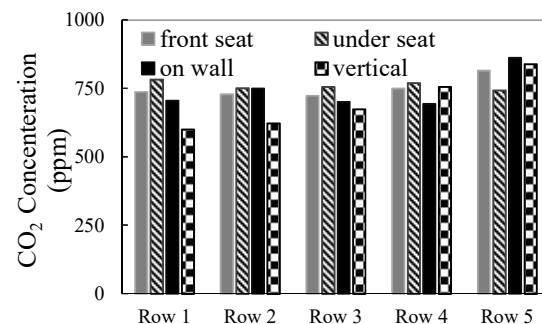 CO₂ Concenteration
(ppm)
1000
750
500
250
0
front seat
under seat
on wall
vertical
Row 1
Row 2
Row 3
Row 4
Row 5